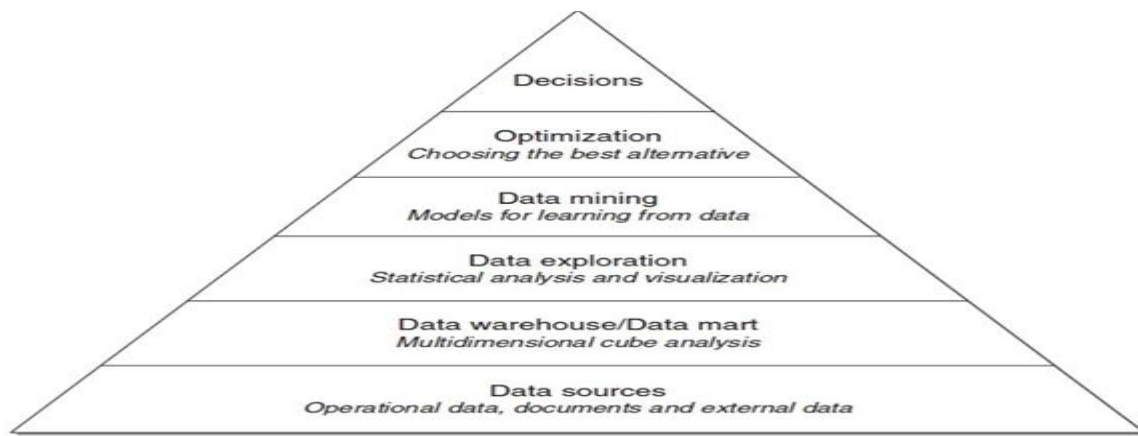 Decisions
Optimization
Choosing the best alternative
Data mining
Models for learning from data
Data exploration
Statistical analysis and visualization
Data warehouse/Data mart
Multidimensional cube analysis
Data sources
Operational data, documents and external data